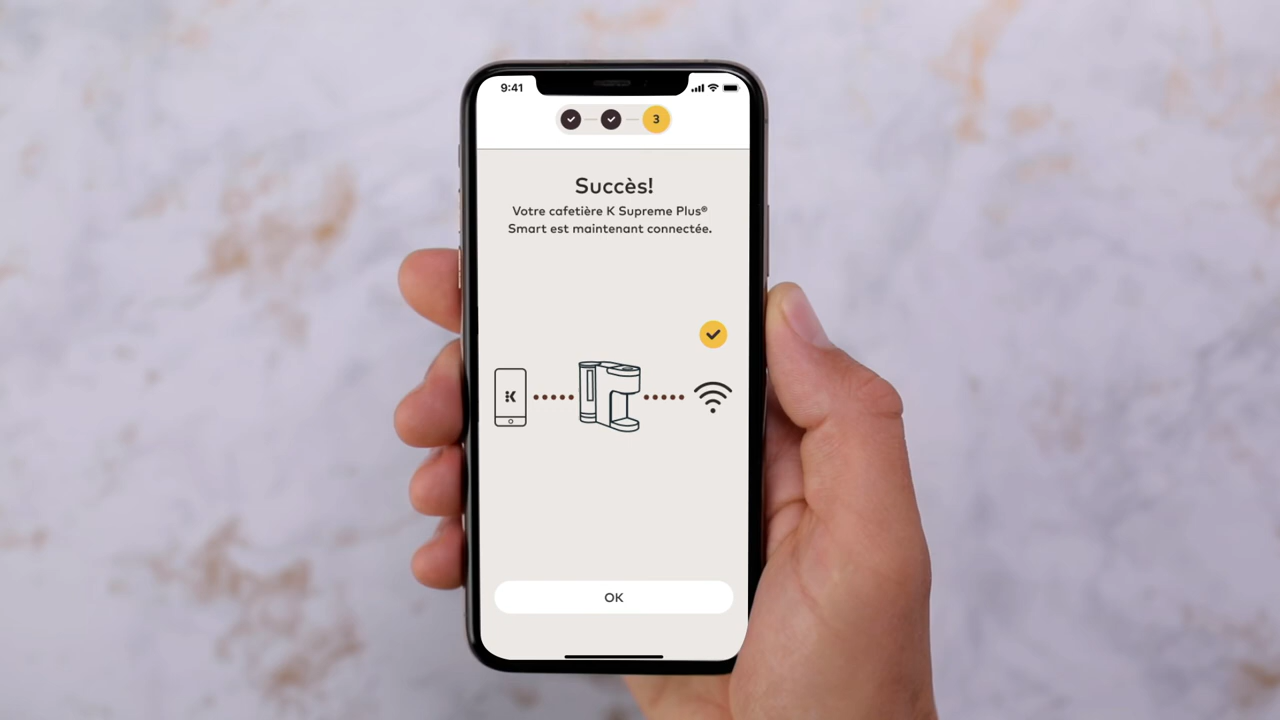 9:41
3
Succès!
Votre cafetière K Supreme Plus®
Smart est maintenant connectée.
K
OK